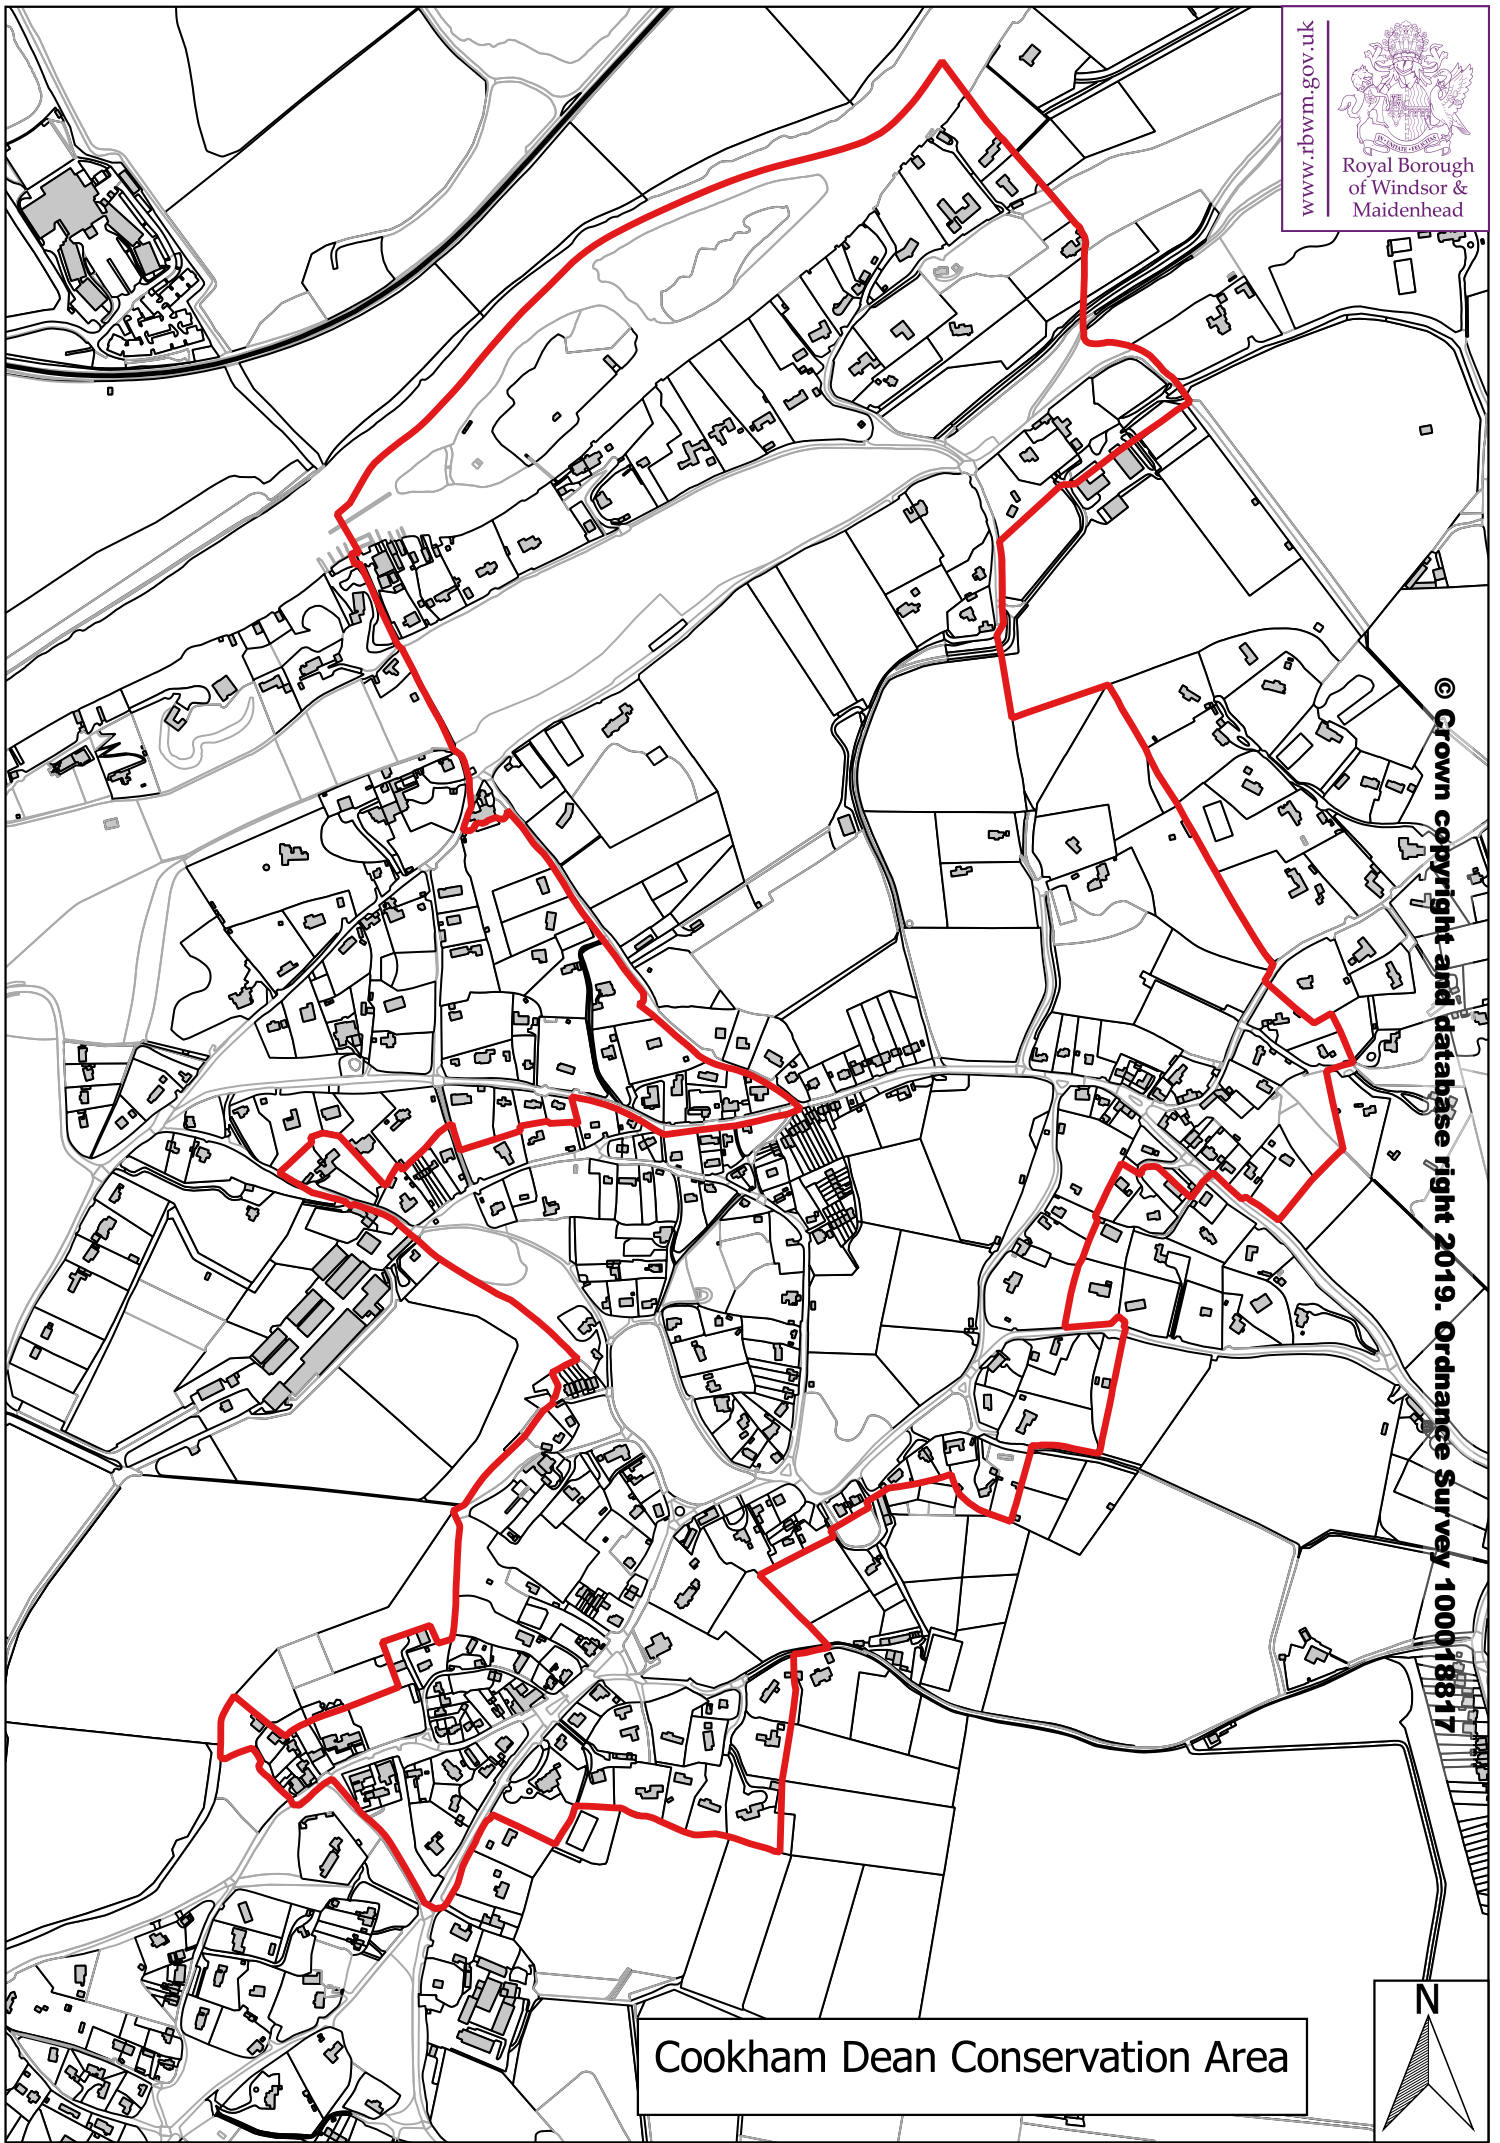 www.rbwm.gov.uk
Royal Borough
of Windsor &
Maidenhead
© Crown copyright and database right 2019. Ordnance Survey 100018817
N
Cookham Dean Conservation Area